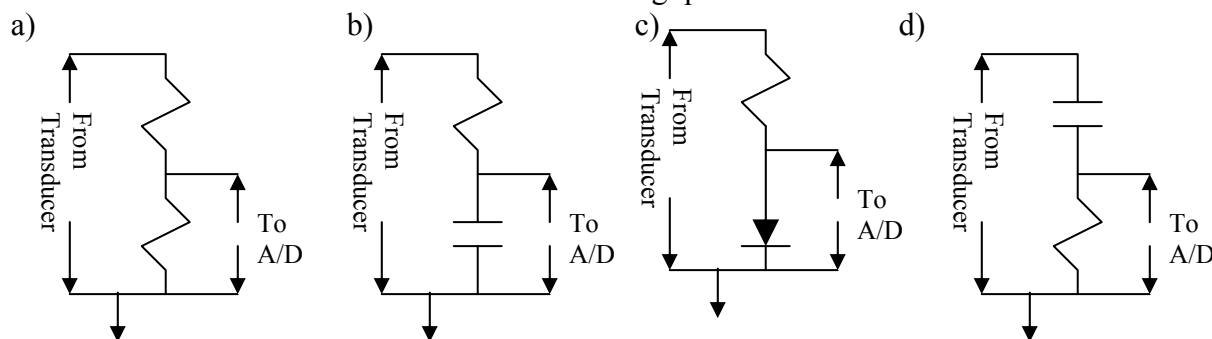 a)
b)
c)
d)
From
Transducer
To
A/D
From
Transducer
To
A/D
From
Transducer
To
A/D
From
Transducer
To
A/D